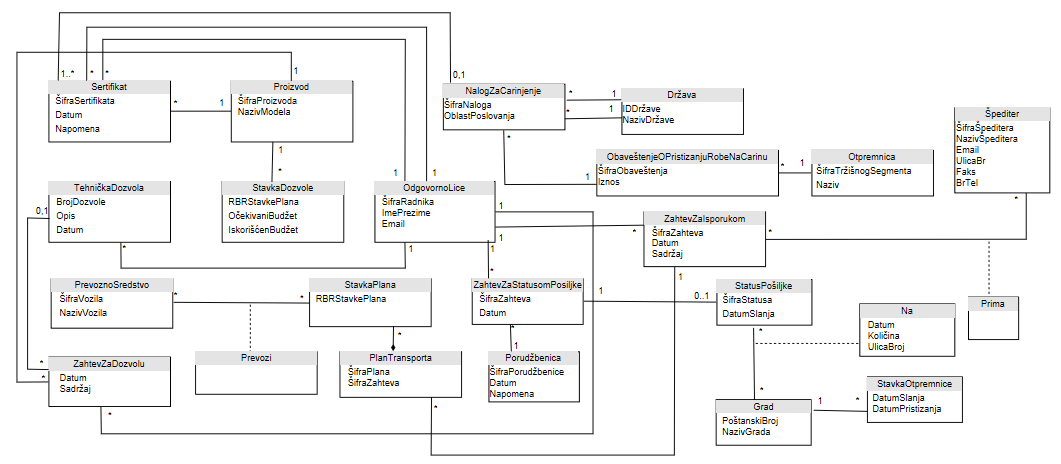 1..*
*
*
1
0,1
Sertifikat
ŠifraSertifikata
Datum
Napomena
*
1
Proizvod
ŠifraProizvoda
NazivModela
1
*
NalogZaCarinjenje
ŠifraNaloga
OblastPoslovanja
*
1
*
1
Država
IDDržave
NazivDržave
*
1
ObaveštenjeOPristizanjuRobeNaCarinu
ŠifraObaveštenja
Iznos
*
1
Otpremnica
ŠifraTržišnogSegmenta
Naziv
Špediter
ŠifraŠpeditera
NazivŠpeditera
Email
UlicaBr
Faks
BrTel
*
TehničkaDozvola
BrojDozvole
Opis
Datum
0,1
*
StavkaDozvole
RBRStavkePlana
OčekivaniBudžet
IskorišćenBudžet
1
1
OdgovornoLice
ŠifraRadnika
ImePrezime
Email
1
1
1
1
*
*
ZahtevZaIsporukom
ŠifraZahteva
Datum
Sadržaj
*
1
PrevoznoSredstvo
ŠifraVozila
NazivVozila
*
*
StavkaPlana
RBRStavkePlana
*
ZahtevZaStatusomPosiljke
ŠifraZahteva
Datum
1
0..1
*
1
StatusPošiljke
ŠifraStatusa
DatumSlanja
*
*
Na
Datum
Količina
UlicaBroj
Prima
Prevozi
PlanTransporta
ŠifraPlana
ŠifraZahteva
*
Porudžbenica
ŠifraPorudžbenice
Datum
Napomena
ZahtevZaDozvolu
Datum
Sadržaj
*
*
*
Grad
PoštanskiBroj
NazivGrada
1
*
StavkaOtpremnice
DatumSlanja
DatumPristizanja